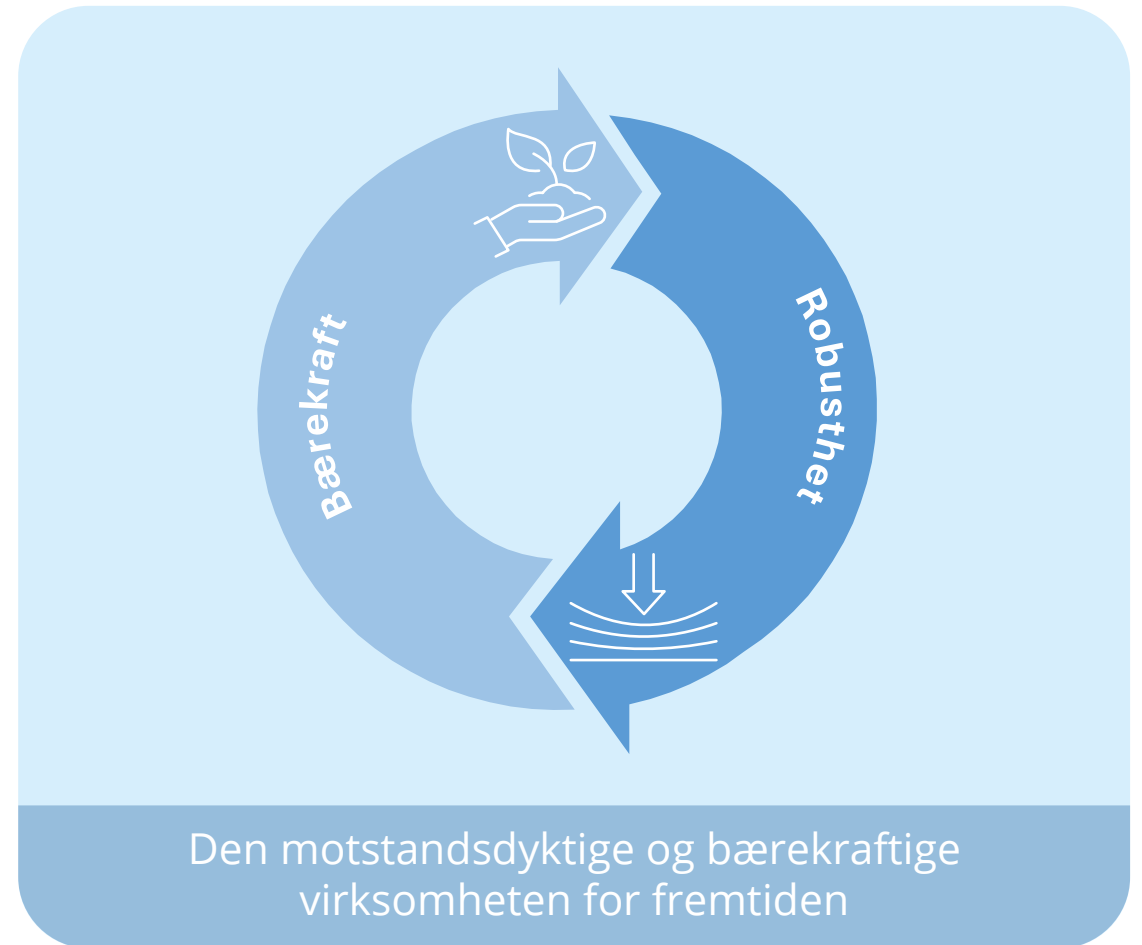 Bærekraft
Robusthet
Den motstandsdyktige og bærekraftige
virksomheten for fremtiden